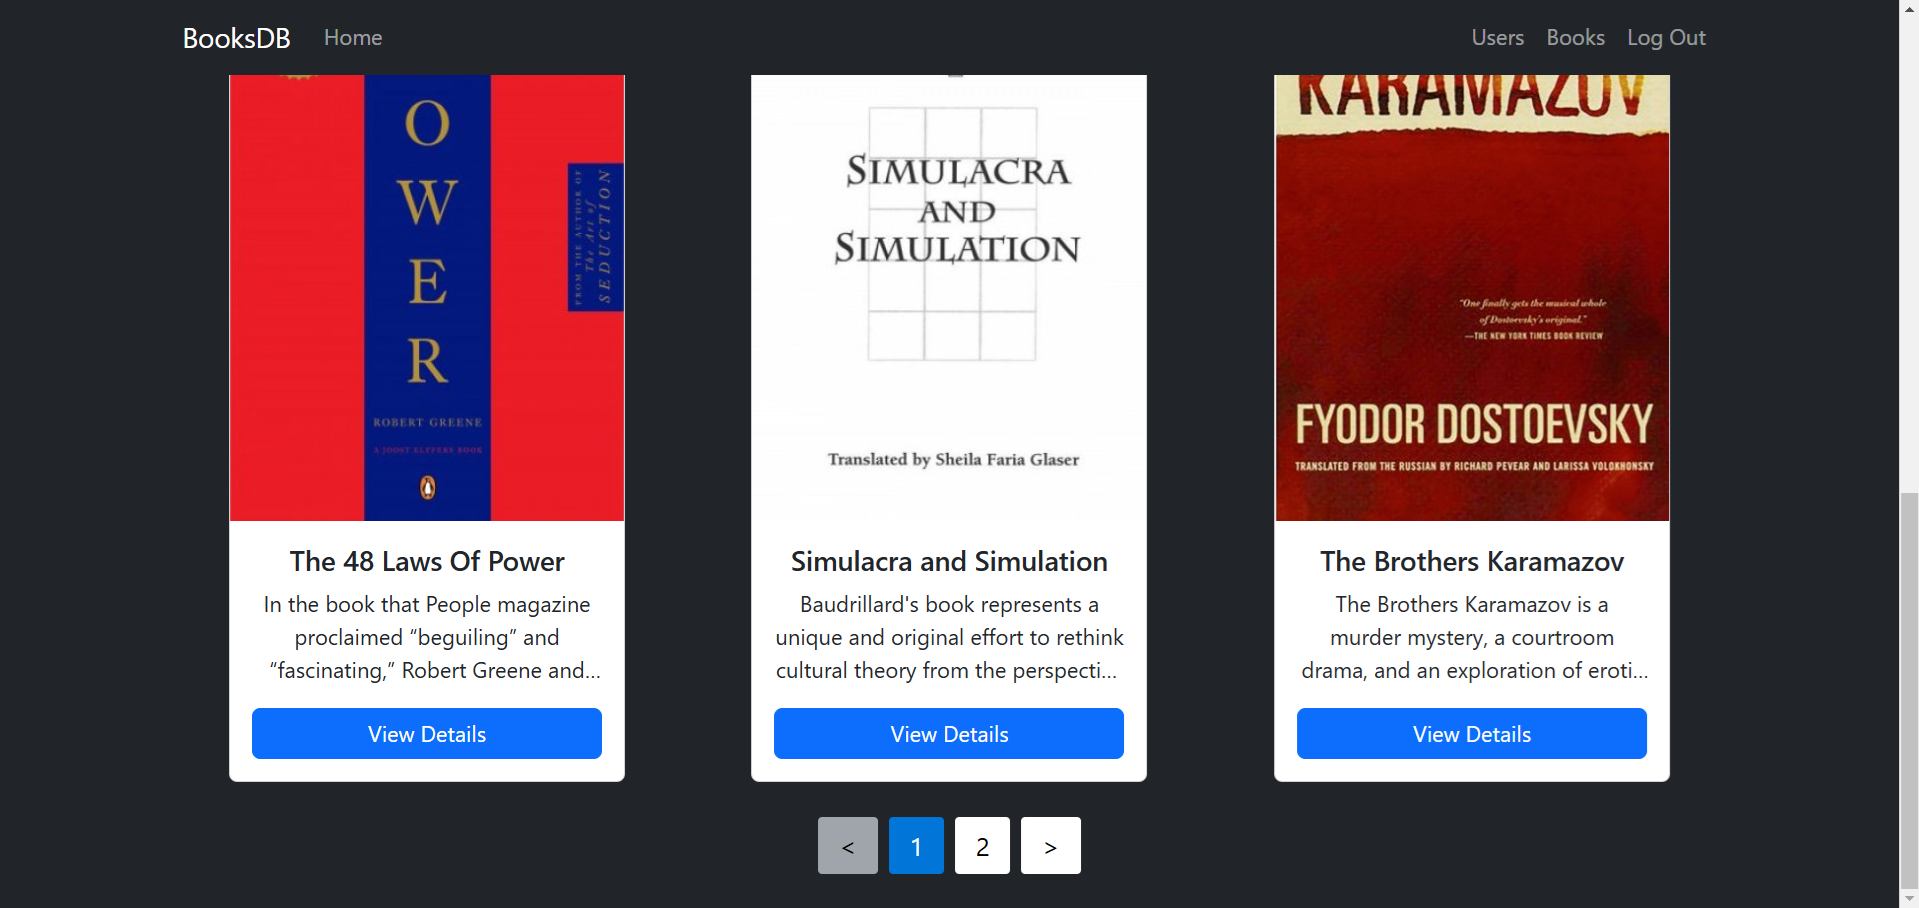 BooksDB Home Users Books Log Out
O
W
E
R
FROM THE AUTHOR OF
The Art of
SEDUCTION
ROBERT GREENE
A JOOST ELFFERS BOOK
SIMULACRA
AND
SIMULATION
Translated by Sheila Faria Glaser
KARAMAZOV
“One finally gets the musical whole
of Dostoevsky's original.”
—THE NEW YORK TIMES BOOK REVIEW
FYODOR DOSTOEVSKY
TRANSLATED FROM THE RUSSIAN BY RICHARD PEVEAR AND LARISSA VOLOKHONSKY
The 48 Laws Of Power
In the book that People magazine
proclaimed “beguiling” and
“fascinating,” Robert Greene and...
View Details
Simulacra and Simulation
Baudrillard's book represents a
unique and original effort to rethink
cultural theory from the perspecti...
View Details
The Brothers Karamazov
The Brothers Karamazov is a
murder mystery, a courtroom
drama, and an exploration of eroti...
View Details
< 1 2 >